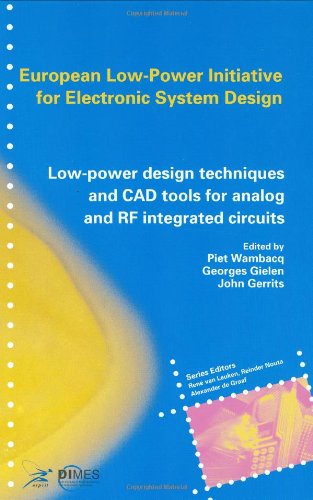 European Low-Power Initiative
for Electronic System Design
Low-power design techniques
and CAD tools for analog
and RF integrated circuits
Edited by
Piet Wambacq
Georges Gielen
John Gerrits
Series Editors
René van Leuken, Reinder Nouta
Alexander de Graaf
esprit
DIMES